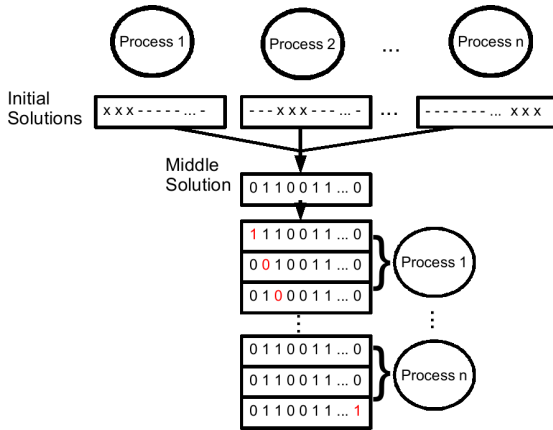 Process 1 Process 2 ... Process n
Initial Solutions
x x x - - - - - ... -
- - - x x x - - - ... -
...
- - - - - - - ... x x x
Middle Solution
0 1 1 0 0 1 1 ... 0
1 1 1 0 0 1 1 ... 0
0 0 1 0 0 1 1 ... 0
0 1 0 0 0 1 1 ... 0
Process 1
...
...
0 1 1 0 0 1 1 ... 0
0 1 1 0 0 1 1 ... 0
0 1 1 0 0 1 1 ... 1
Process n